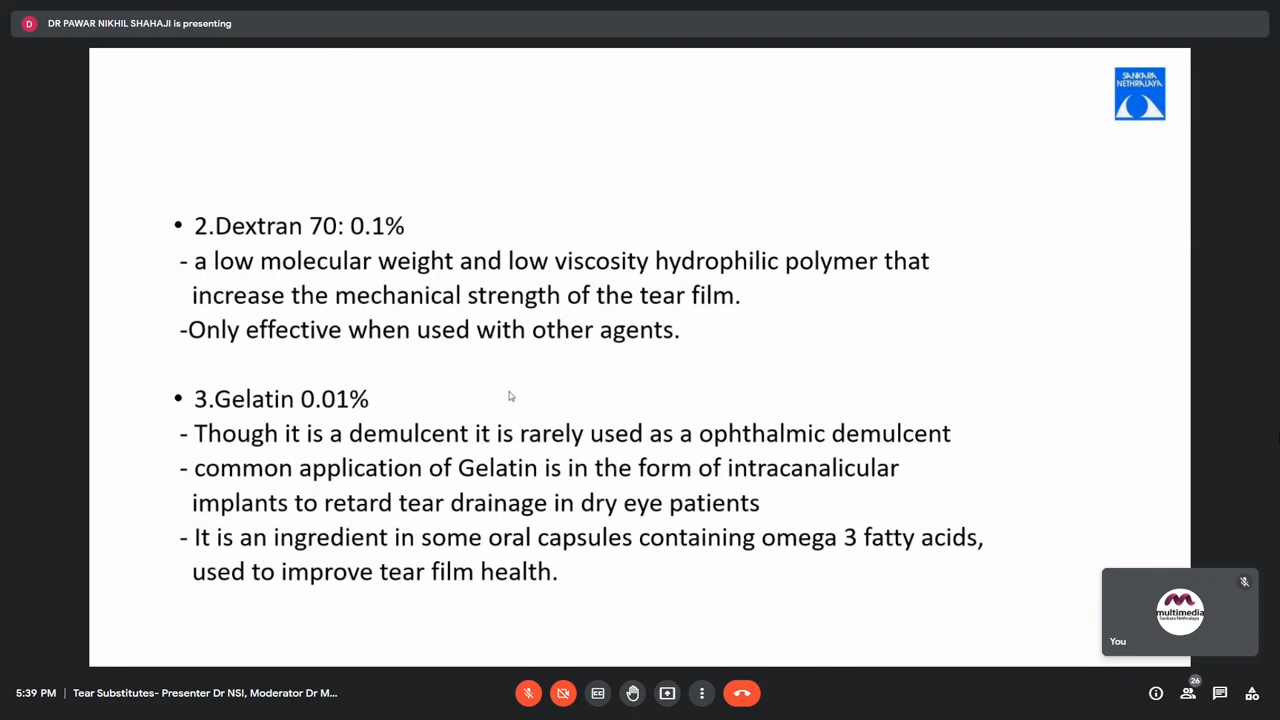 D
DR PAWAR NIKHIL SHAHAJI is presenting
SANKARA
NETHRALAYA
• 2.Dextran 70: 0.1%
- a low molecular weight and low viscosity hydrophilic polymer that
increase the mechanical strength of the tear film.
-Only effective when used with other agents.
• 3.Gelatin 0.01%
- Though it is a demulcent it is rarely used as a ophthalmic demulcent
- common application of Gelatin is in the form of intracanalicular
implants to retard tear drainage in dry eye patients
- It is an ingredient in some oral capsules containing omega 3 fatty acids,
used to improve tear film health.
multimedia
Sankara Nethralaya
You
5:39 PM | Tear Substitutes- Presenter Dr NSI, Moderator Dr M...
CC
26